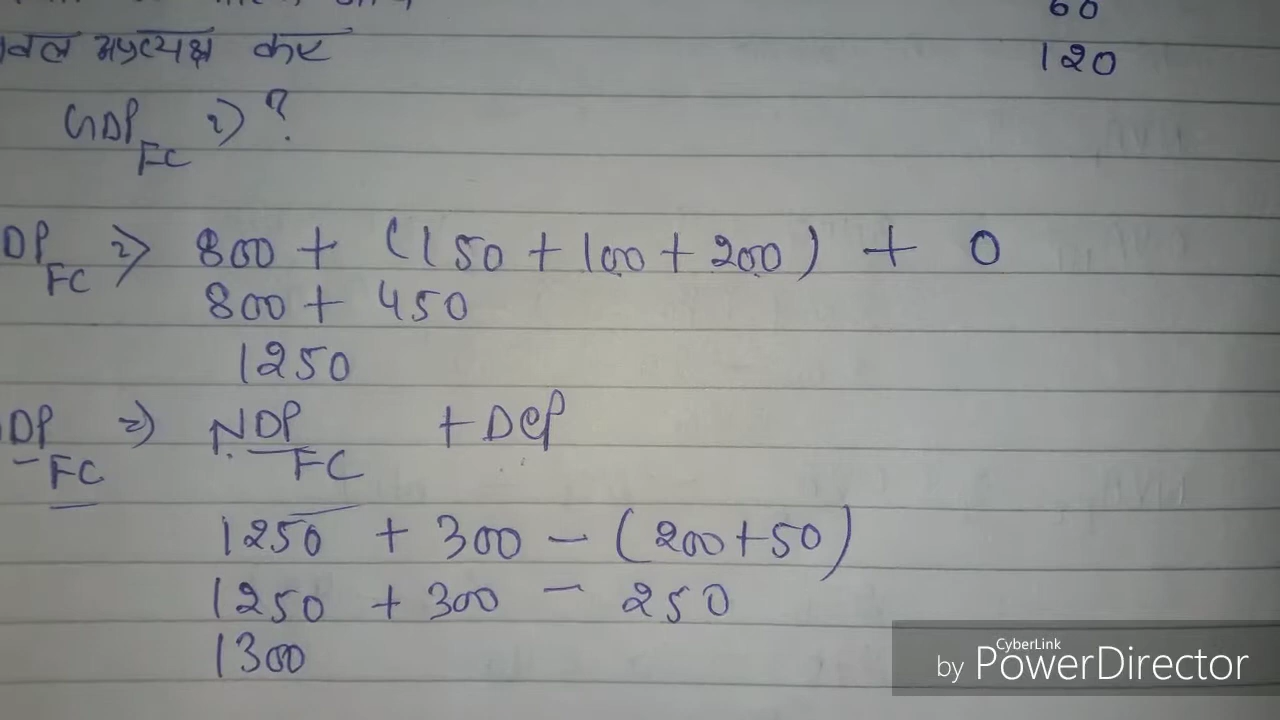 60
अप्रत्यक्ष कर 120
GDP FC => ?
DP FC => 800 + (150 + 100 + 200) + 0
800 + 450
1250
DP FC => NDP FC + DEP
1250 + 300 - (200+50)
1250 + 300 - 250
1300
CyberLink
by PowerDirector